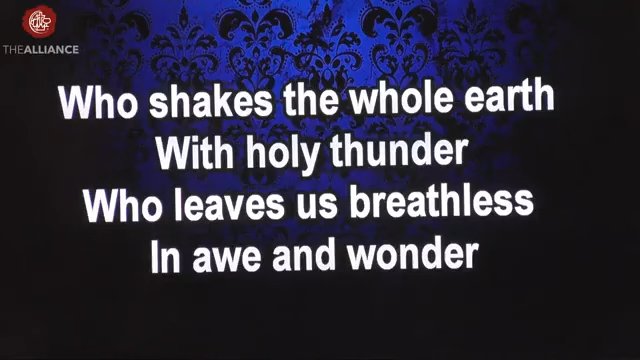 THEALLIANCE
Who shakes the whole earth
With holy thunder
Who leaves us breathless
In awe and wonder